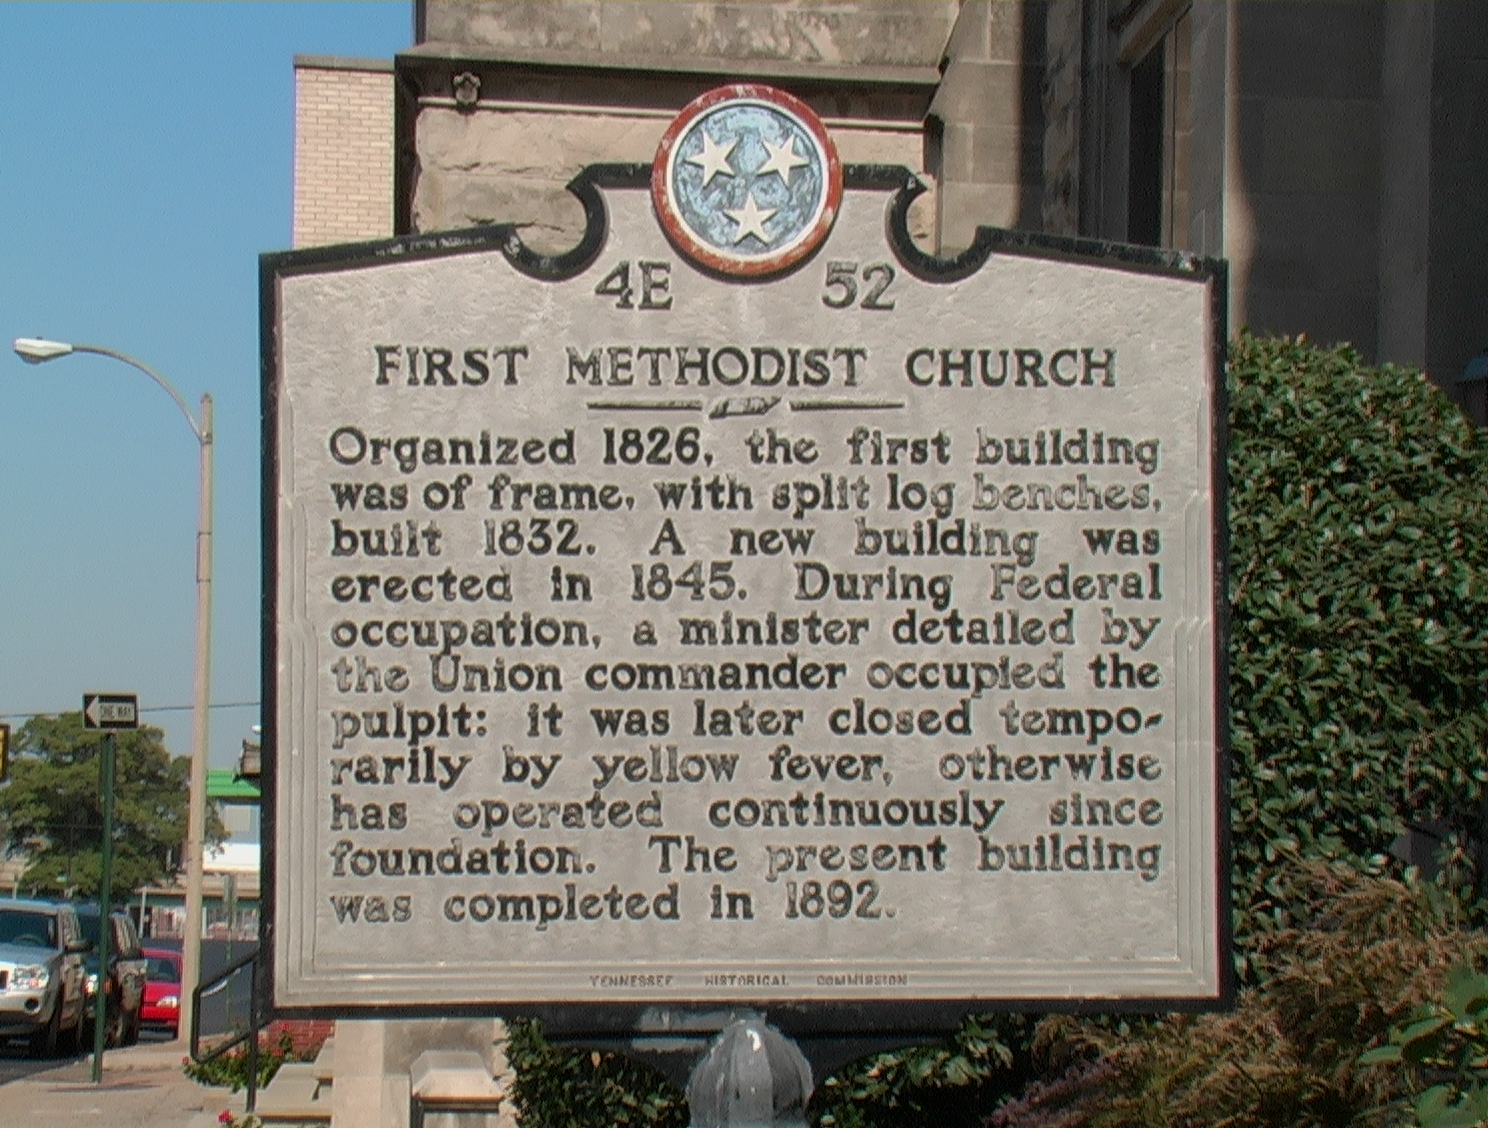 4E 52
FIRST METHODIST CHURCH
Organized 1826, the first building
was of frame, with split log benches,
built 1832. A new building was
erected in 1845. During Federal
occupation, a minister detailed by
the Union commander occupied the
pulpit: it was later closed tempo-
rarily by yellow fever, otherwise
has operated continuously since
foundation. The present building
was completed in 1892.
TENNESSEE HISTORICAL COMMISSION
ONE WAY